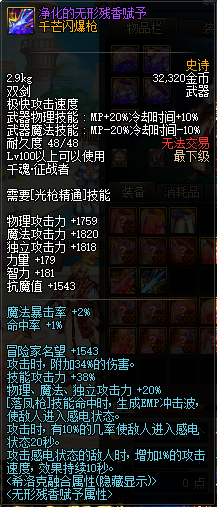 净化的无形残香赋予
千芒闪爆枪
物品栏
史诗
2.9kg
32,320金币
双剑
武器
极快攻击速度
武器物理技能：MP+20%冷却时间+10%
武器魔法技能：MP-20%冷却时间-10%
耐久度 48/48
无法交易
Lv100以上可以使用
最下级
千魂·征战者
需要[光枪精通]技能
装备
消耗品
物理攻击力 +1759
魔法攻击力 +1820
独立攻击力 +1818
力量 +179
智力 +181
抗魔值 +1543
魔法暴击率 +2%
命中率 +1%
冒险家名望 +1543
攻击时，附加34%的伤害。
技能攻击力 +38%
物理、魔法、独立攻击力 +20%
[落风枪]技能命中时，生成EMP冲击波，
使敌人进入感电状态。
攻击时，有10%的几率使敌人进入感电
状态20秒。
攻击感电状态的敌人时，增加1%的攻击
速度，效果持续10秒。
<希洛克融合属性(隐藏显示)>
<无形残香赋予属性>
0 点